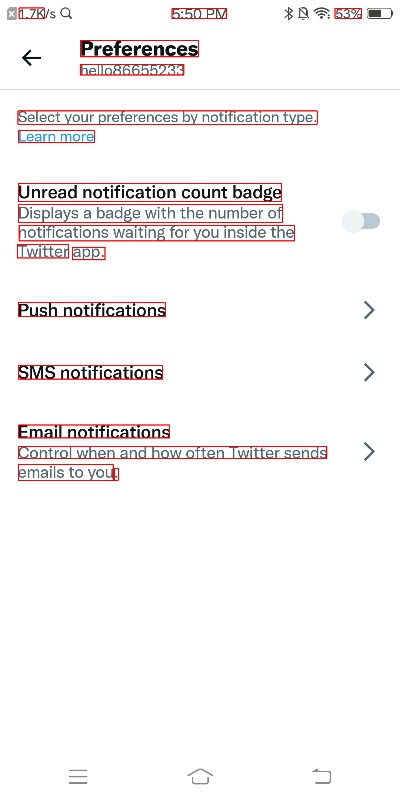 1.7K/s 5:50 PM 53%
Preferences
hello86655233
Select your preferences by notification type.
Learn more
Unread notification count badge
Displays a badge with the number of
notifications waiting for you inside the
Twitter app.
Push notifications
SMS notifications
Email notifications
Control when and how often Twitter sends
emails to you.